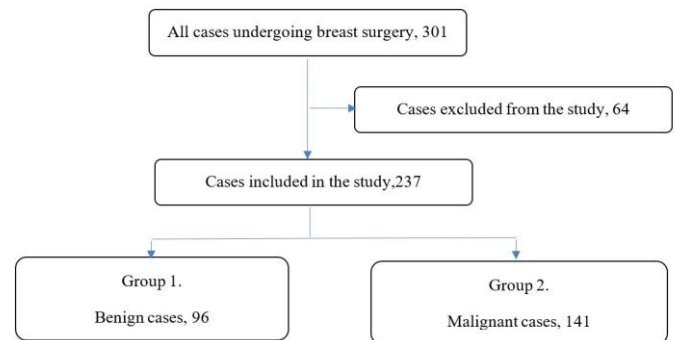 All cases undergoing breast surgery, 301
Cases excluded from the study, 64
Cases included in the study,237
Group 1.
Benign cases, 96
Group 2.
Malignant cases, 141